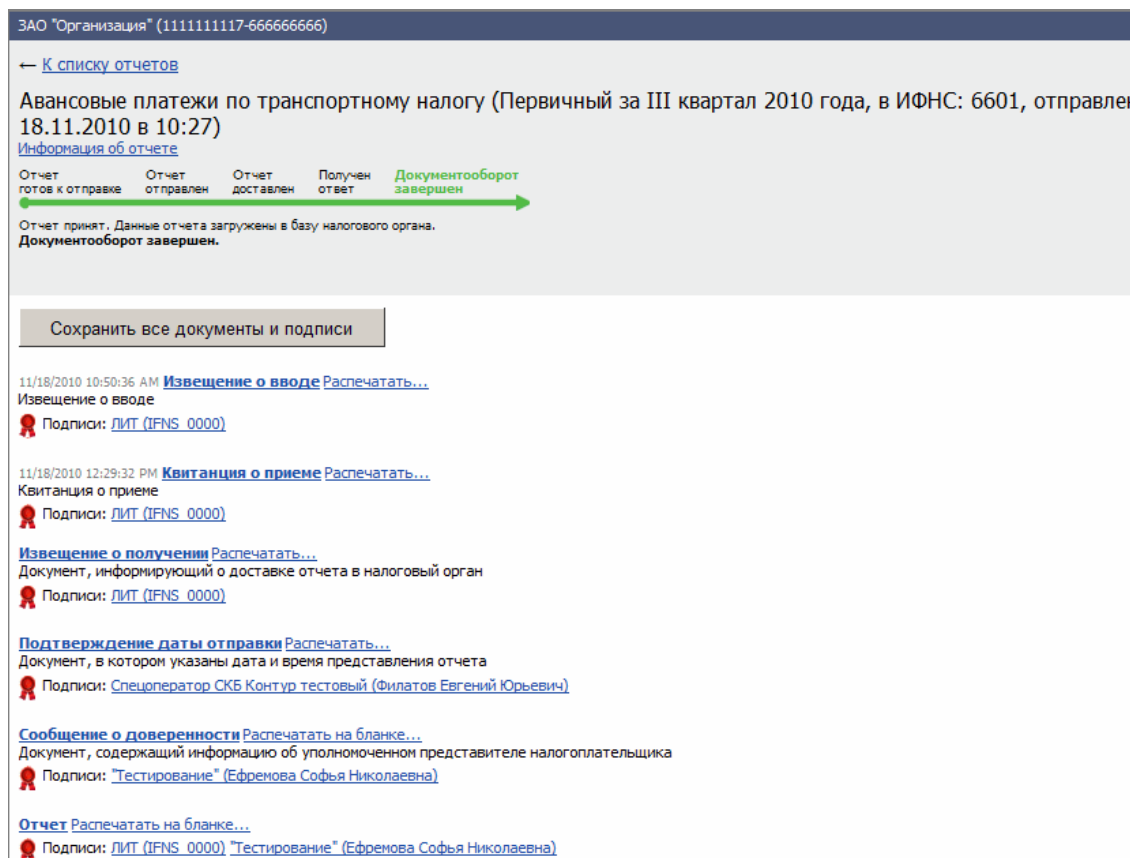 ЗАО "Организация" (1111111117-666666666)
← К списку отчетов
Авансовые платежи по транспортному налогу (Первичный за III квартал 2010 года, в ИФНС: 6601,
18.11.2010 в 10:27)
Информация об отчете
Отчет готов к отправке
Отчет отправлен
Отчет доставлен
Получен ответ
Документооборот завершен
Отчет принят. Данные отчета загружены в базу налогового органа.
Документооборот завершен.
Сохранить все документы и подписи
11/18/2010 10:50:36 AM Извещение о вводе Распечатать...
Извещение о вводе
Подписи: ЛИТ (IFNS_0000)
11/18/2010 12:29:32 PM Квитанция о приеме Распечатать...
Квитанция о приеме
Подписи: ЛИТ (IFNS_0000)
Извещение о получении Распечатать...
Документ, информирующий о доставке отчета в налоговый орган
Подписи: ЛИТ (IFNS_0000)
Подтверждение даты отправки Распечатать...
Документ, в котором указаны дата и время представления отчета
Подписи: Спецоператор СКБ Контур тестовый (Филатов Евгений Юрьевич)
Сообщение о доверенности Распечатать на бланке...
Документ, содержащий информацию об уполномоченном представителе налогоплательщика
Подписи: "Тестирование" (Ефремова Софья Николаевна)
Отчет Распечатать на бланке...
Подписи: ЛИТ (IFNS_0000) "Тестирование" (Ефремова Софья Николаевна)